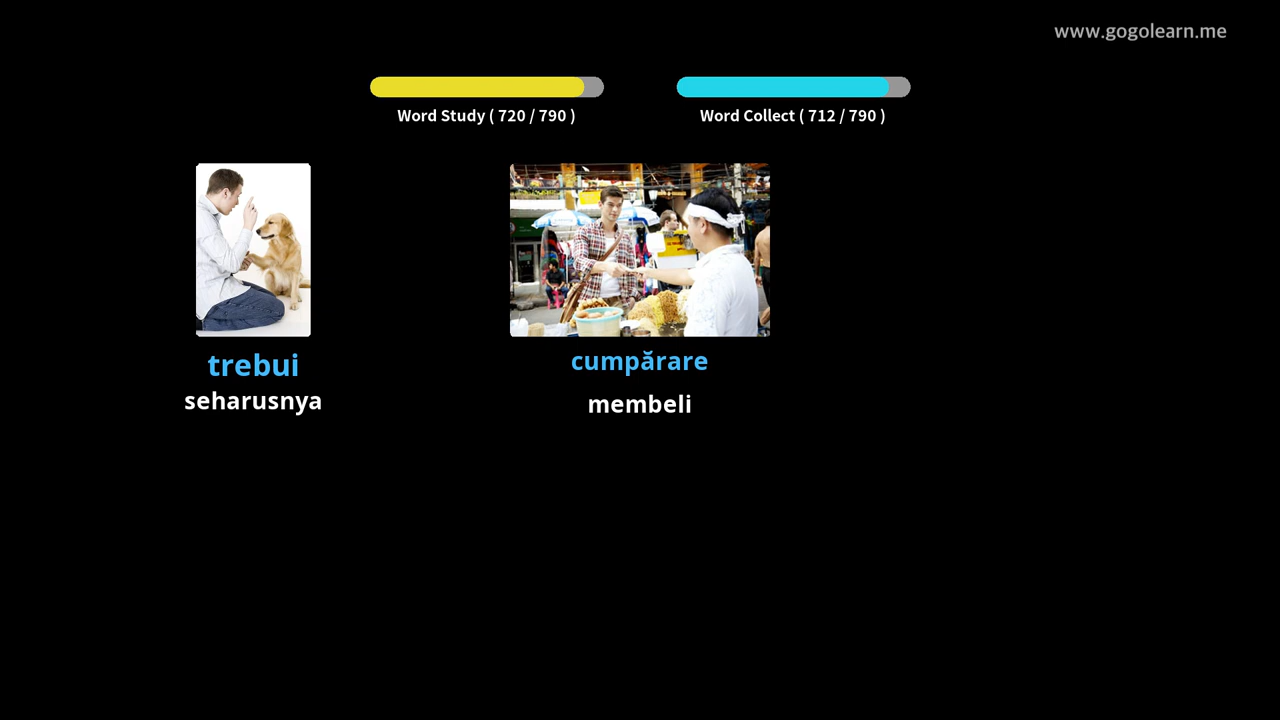 www.gogolearn.me
Word Study ( 720 / 790 )
Word Collect ( 712 / 790 )
trebui
seharusnya
cumpărare
membeli